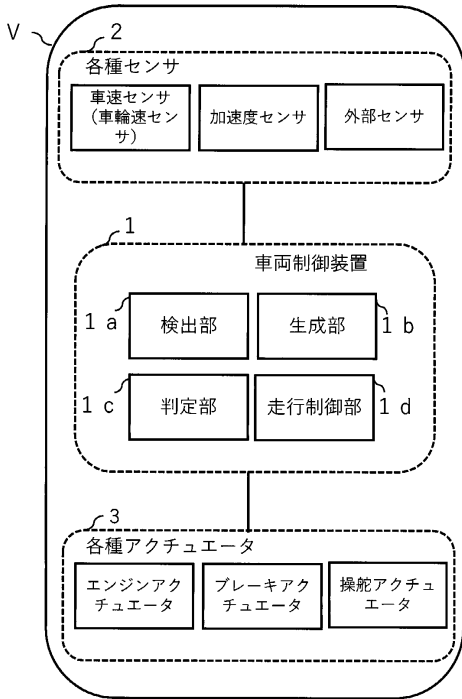 V
2
各種センサ
車速センサ
(車輪速セン
サ)
加速度センサ
外部センサ
1
車両制御装置
1a
検出部
生成部
1b
1c
判定部
走行制御部
1d
3
各種アクチュエータ
エンジンアク
チュエータ
ブレーキアク
チュエータ
操舵アクチュ
エータ